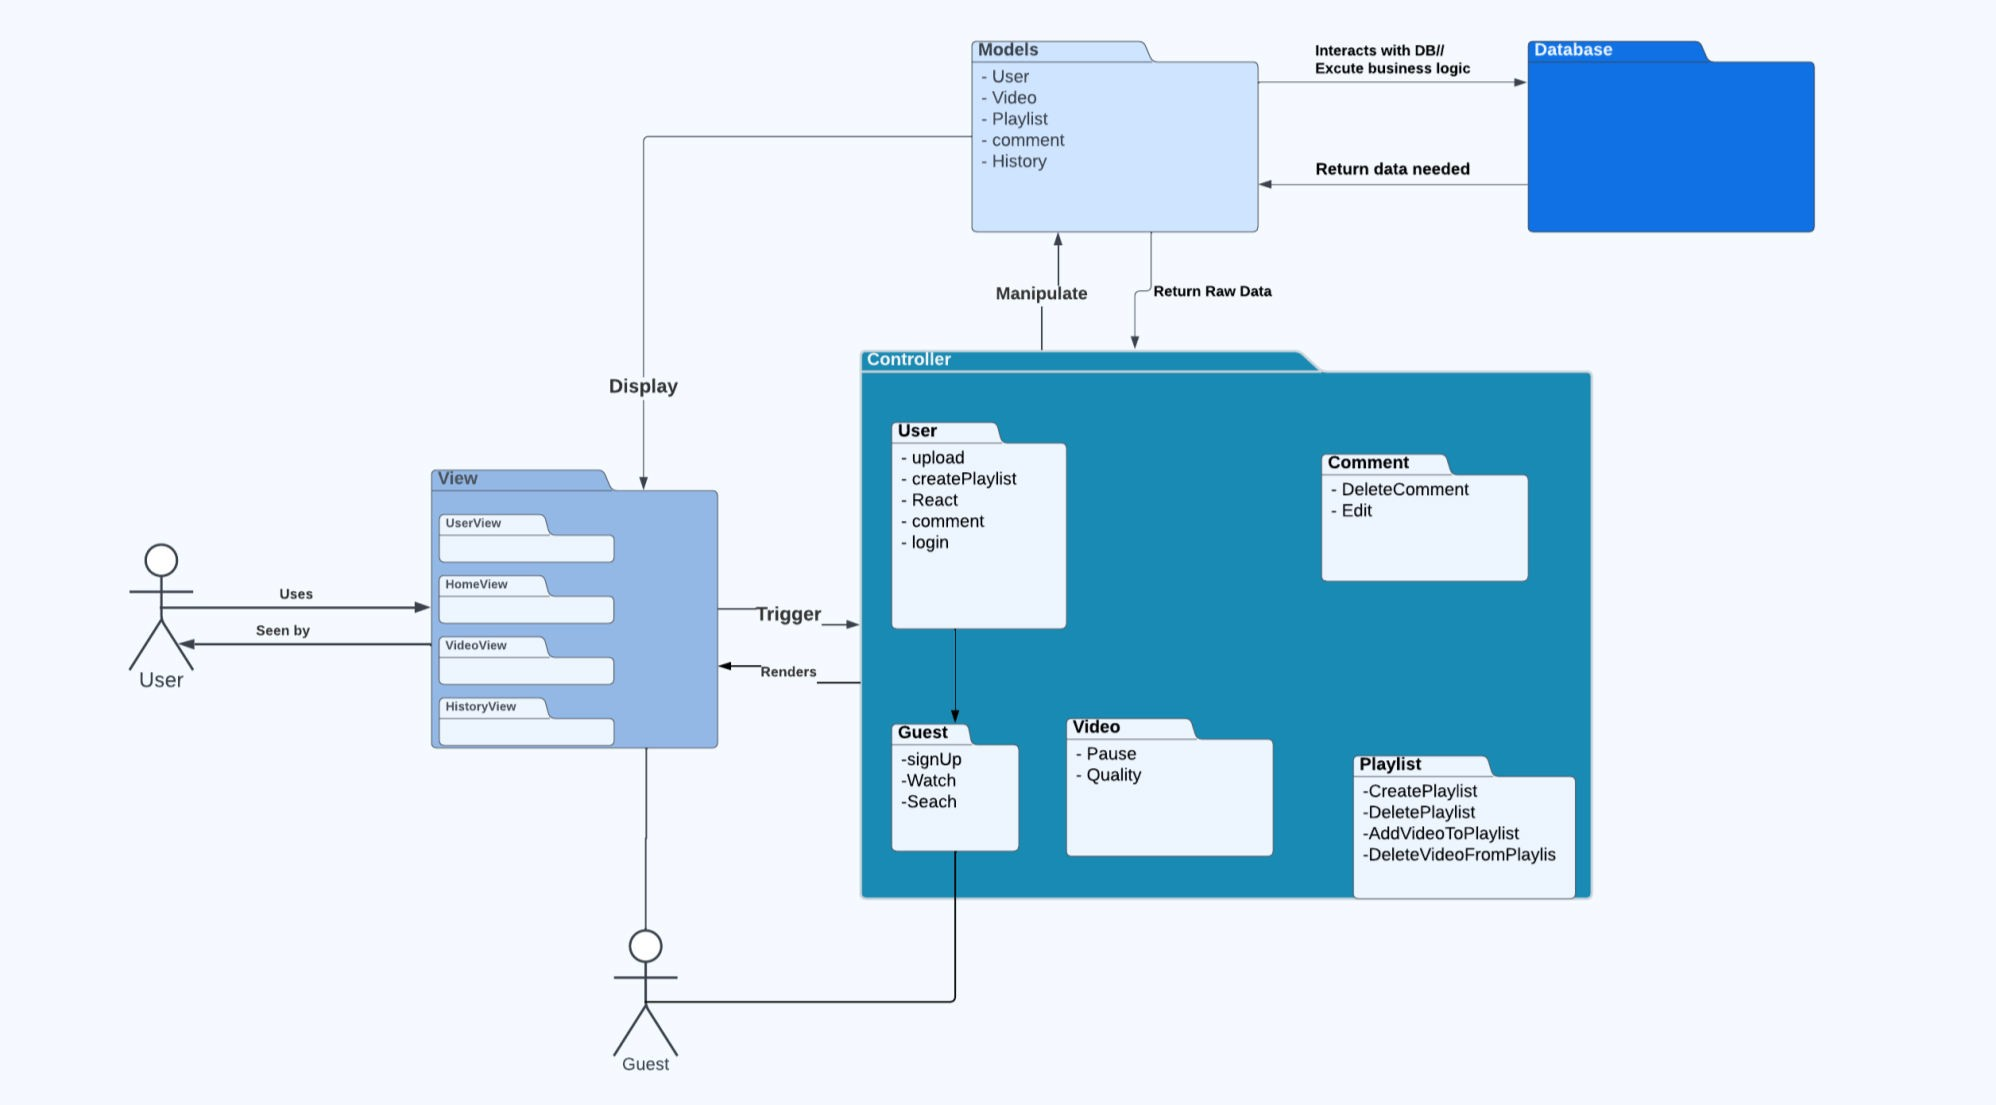 Models
- User
- Video
- Playlist
- comment
- History
Interacts with DB//
Excute business logic
Return data needed
Database
Manipulate
Return Raw Data
Display
Controller
User
- upload
- createPlaylist
- React
- comment
- login
Comment
- DeleteComment
- Edit
Guest
-signUp
-Watch
-Seach
Video
- Pause
- Quality
Playlist
-CreatePlaylist
-DeletePlaylist
-AddVideoToPlaylist
-DeleteVideoFromPlaylis
View
UserView
HomeView
VideoView
HistoryView
Trigger
Renders
Uses
Seen by
User
Guest